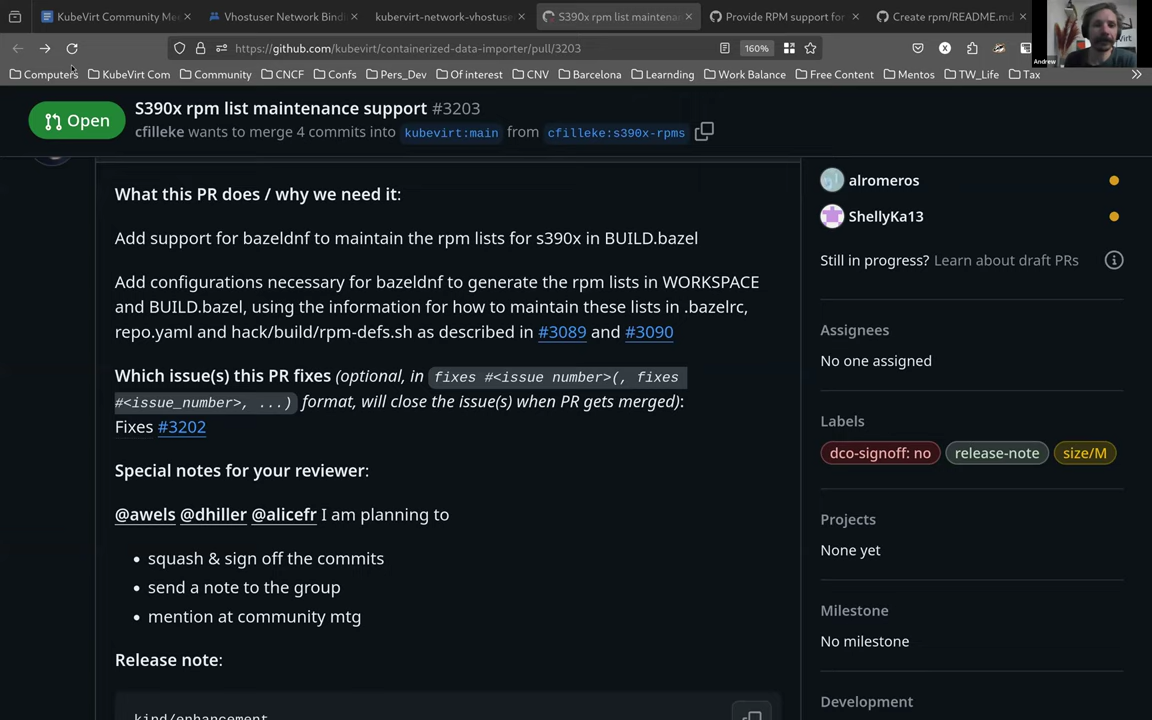 KubeVirt Community Me
Vhostuser Network Bindi
kubervirt-network-vhostuse
S390x rpm list maintenan
Provide RPM support for
Create rpm/README.md
https://github.com/kubevirt/containerized-data-importer/pull/3203
160%
Computers
KubeVirt Com
Community
CNCF
Confs
Pers_Dev
Of interest
CNV
Barcelona
Learning
Work Balance
Free Content
Mentos
TW_Life
Tax
Andrew
Open
S390x rpm list maintenance support #3203
cfilleke wants to merge 4 commits into kubevirt:main from cfilleke:s390x-rpms
What this PR does / why we need it:
Add support for bazeldnf to maintain the rpm lists for s390x in BUILD.bazel
Add configurations necessary for bazeldnf to generate the rpm lists in WORKSPACE
and BUILD.bazel, using the information for how to maintain these lists in .bazelrc,
repo.yaml and hack/build/rpm-defs.sh as described in #3089 and #3090
Which issue(s) this PR fixes (optional, in fixes #<issue number>(, fixes
#<issue_number>, ...) format, will close the issue(s) when PR gets merged):
Fixes #3202
Special notes for your reviewer:
@awels @dhiller @alicefr I am planning to
• squash & sign off the commits
• send a note to the group
• mention at community mtg
Release note:
kind/enhancement
alromeros
ShellyKa13
Still in progress? Learn about draft PRs
Assignees
No one assigned
Labels
dco-signoff: no
release-note
size/M
Projects
None yet
Milestone
No milestone
Development